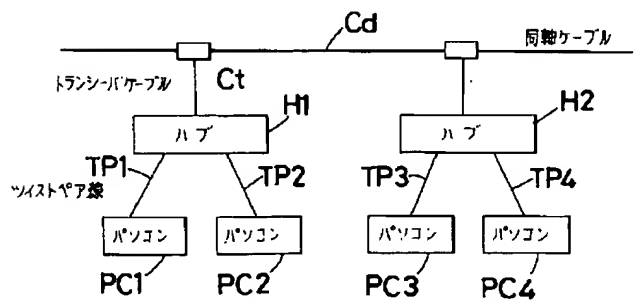 Cd
同軸ケーブル
トランシーバケーブル
Ct
H1
H2
ハブ
ハブ
TP1
TP2
TP3
TP4
ツイストペア線
パソコン
パソコン
パソコン
パソコン
PC1
PC2
PC3
PC4